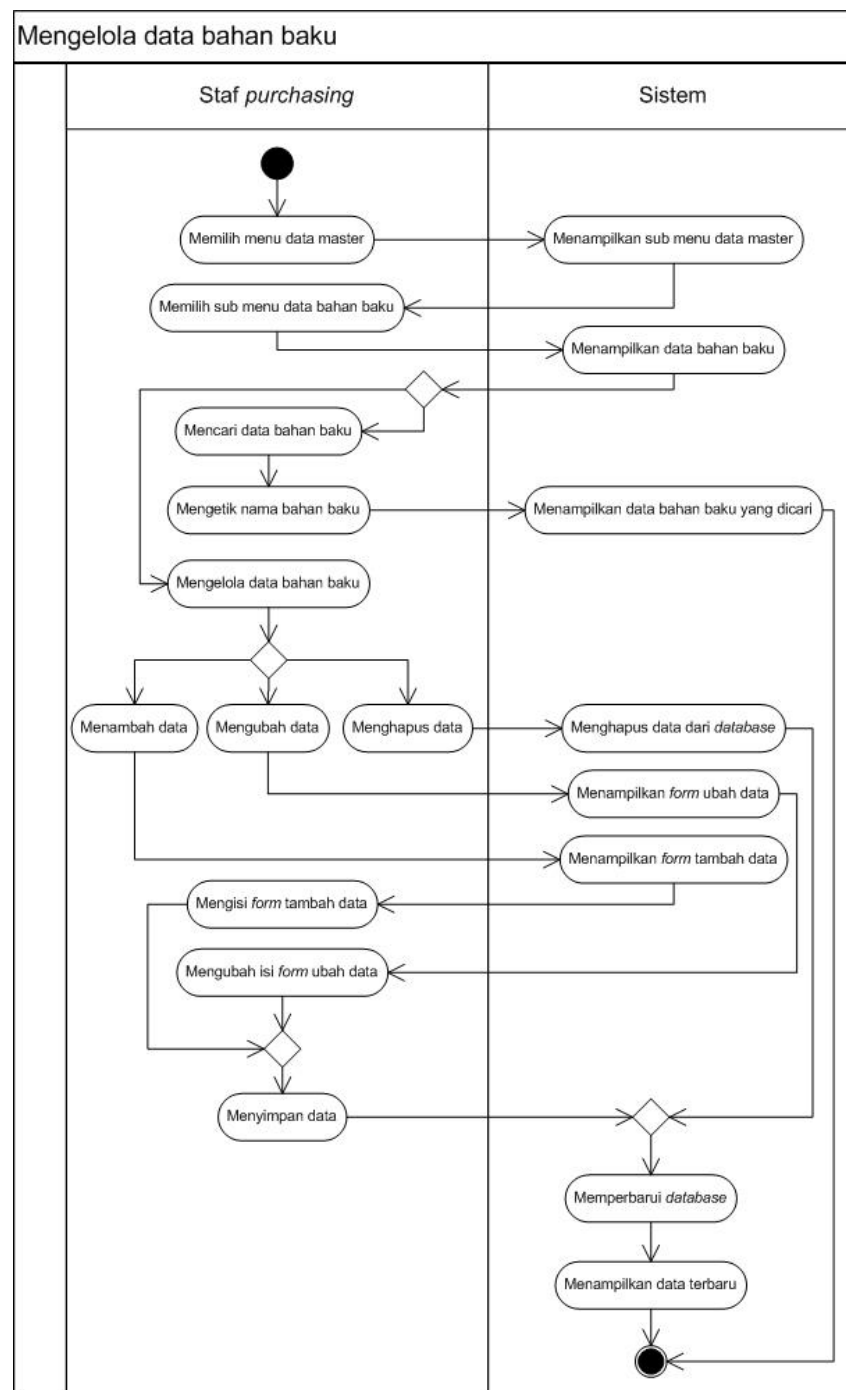 Mengelola data bahan baku
Staf purchasing
Sistem
Memilih menu data master
Menampilkan sub menu data master
Memilih sub menu data bahan baku
Menampilkan data bahan baku
Mencari data bahan baku
Mengetik nama bahan baku
Menampilkan data bahan baku yang dicari
Mengelola data bahan baku
Menambah data
Mengubah data
Menghapus data
Menghapus data dari database
Menampilkan form ubah data
Menampilkan form tambah data
Mengisi form tambah data
Mengubah isi form ubah data
Menyimpan data
Memperbarui database
Menampilkan data terbaru